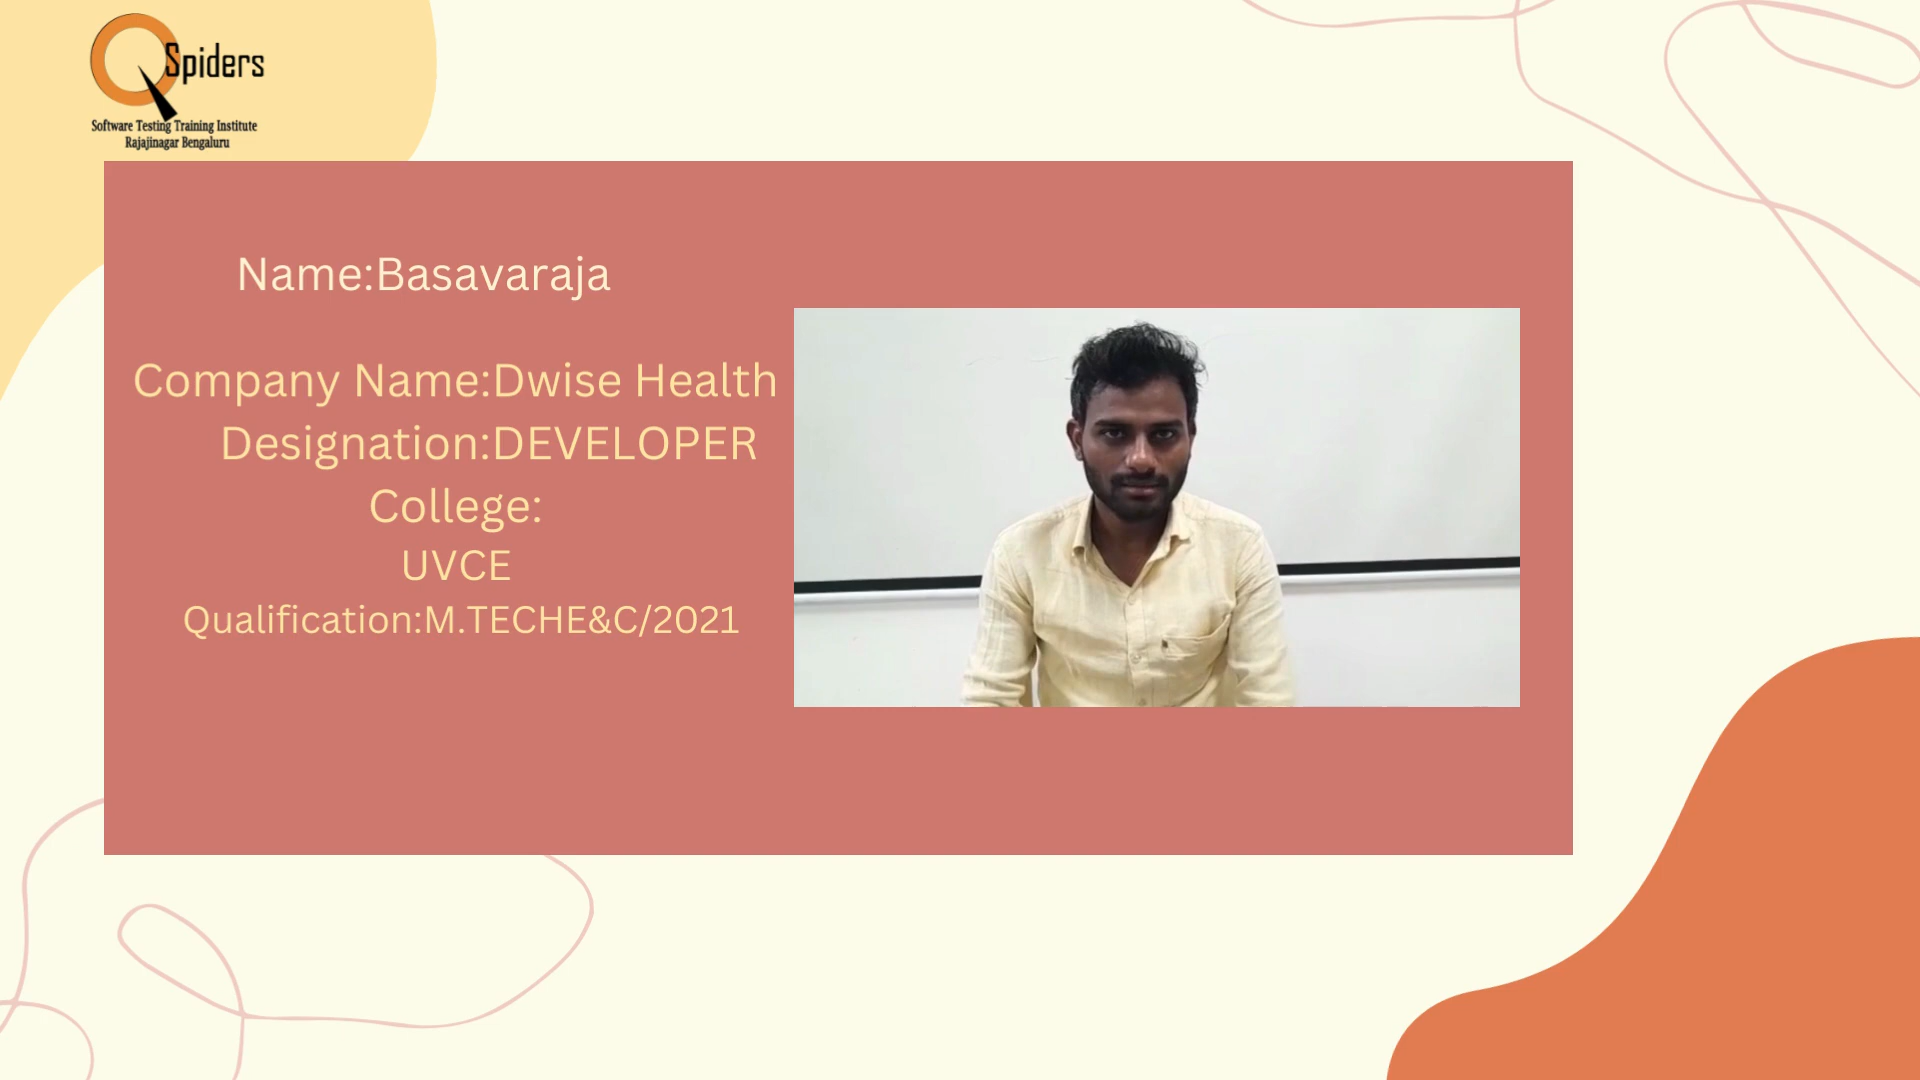 QSpiders
Software Testing Training Institute
Rajajinagar Bengaluru
Name:Basavaraja
Company Name:Dwise Health
Designation:DEVELOPER
College:
UVCE
Qualification:M.TECHE&C/2021